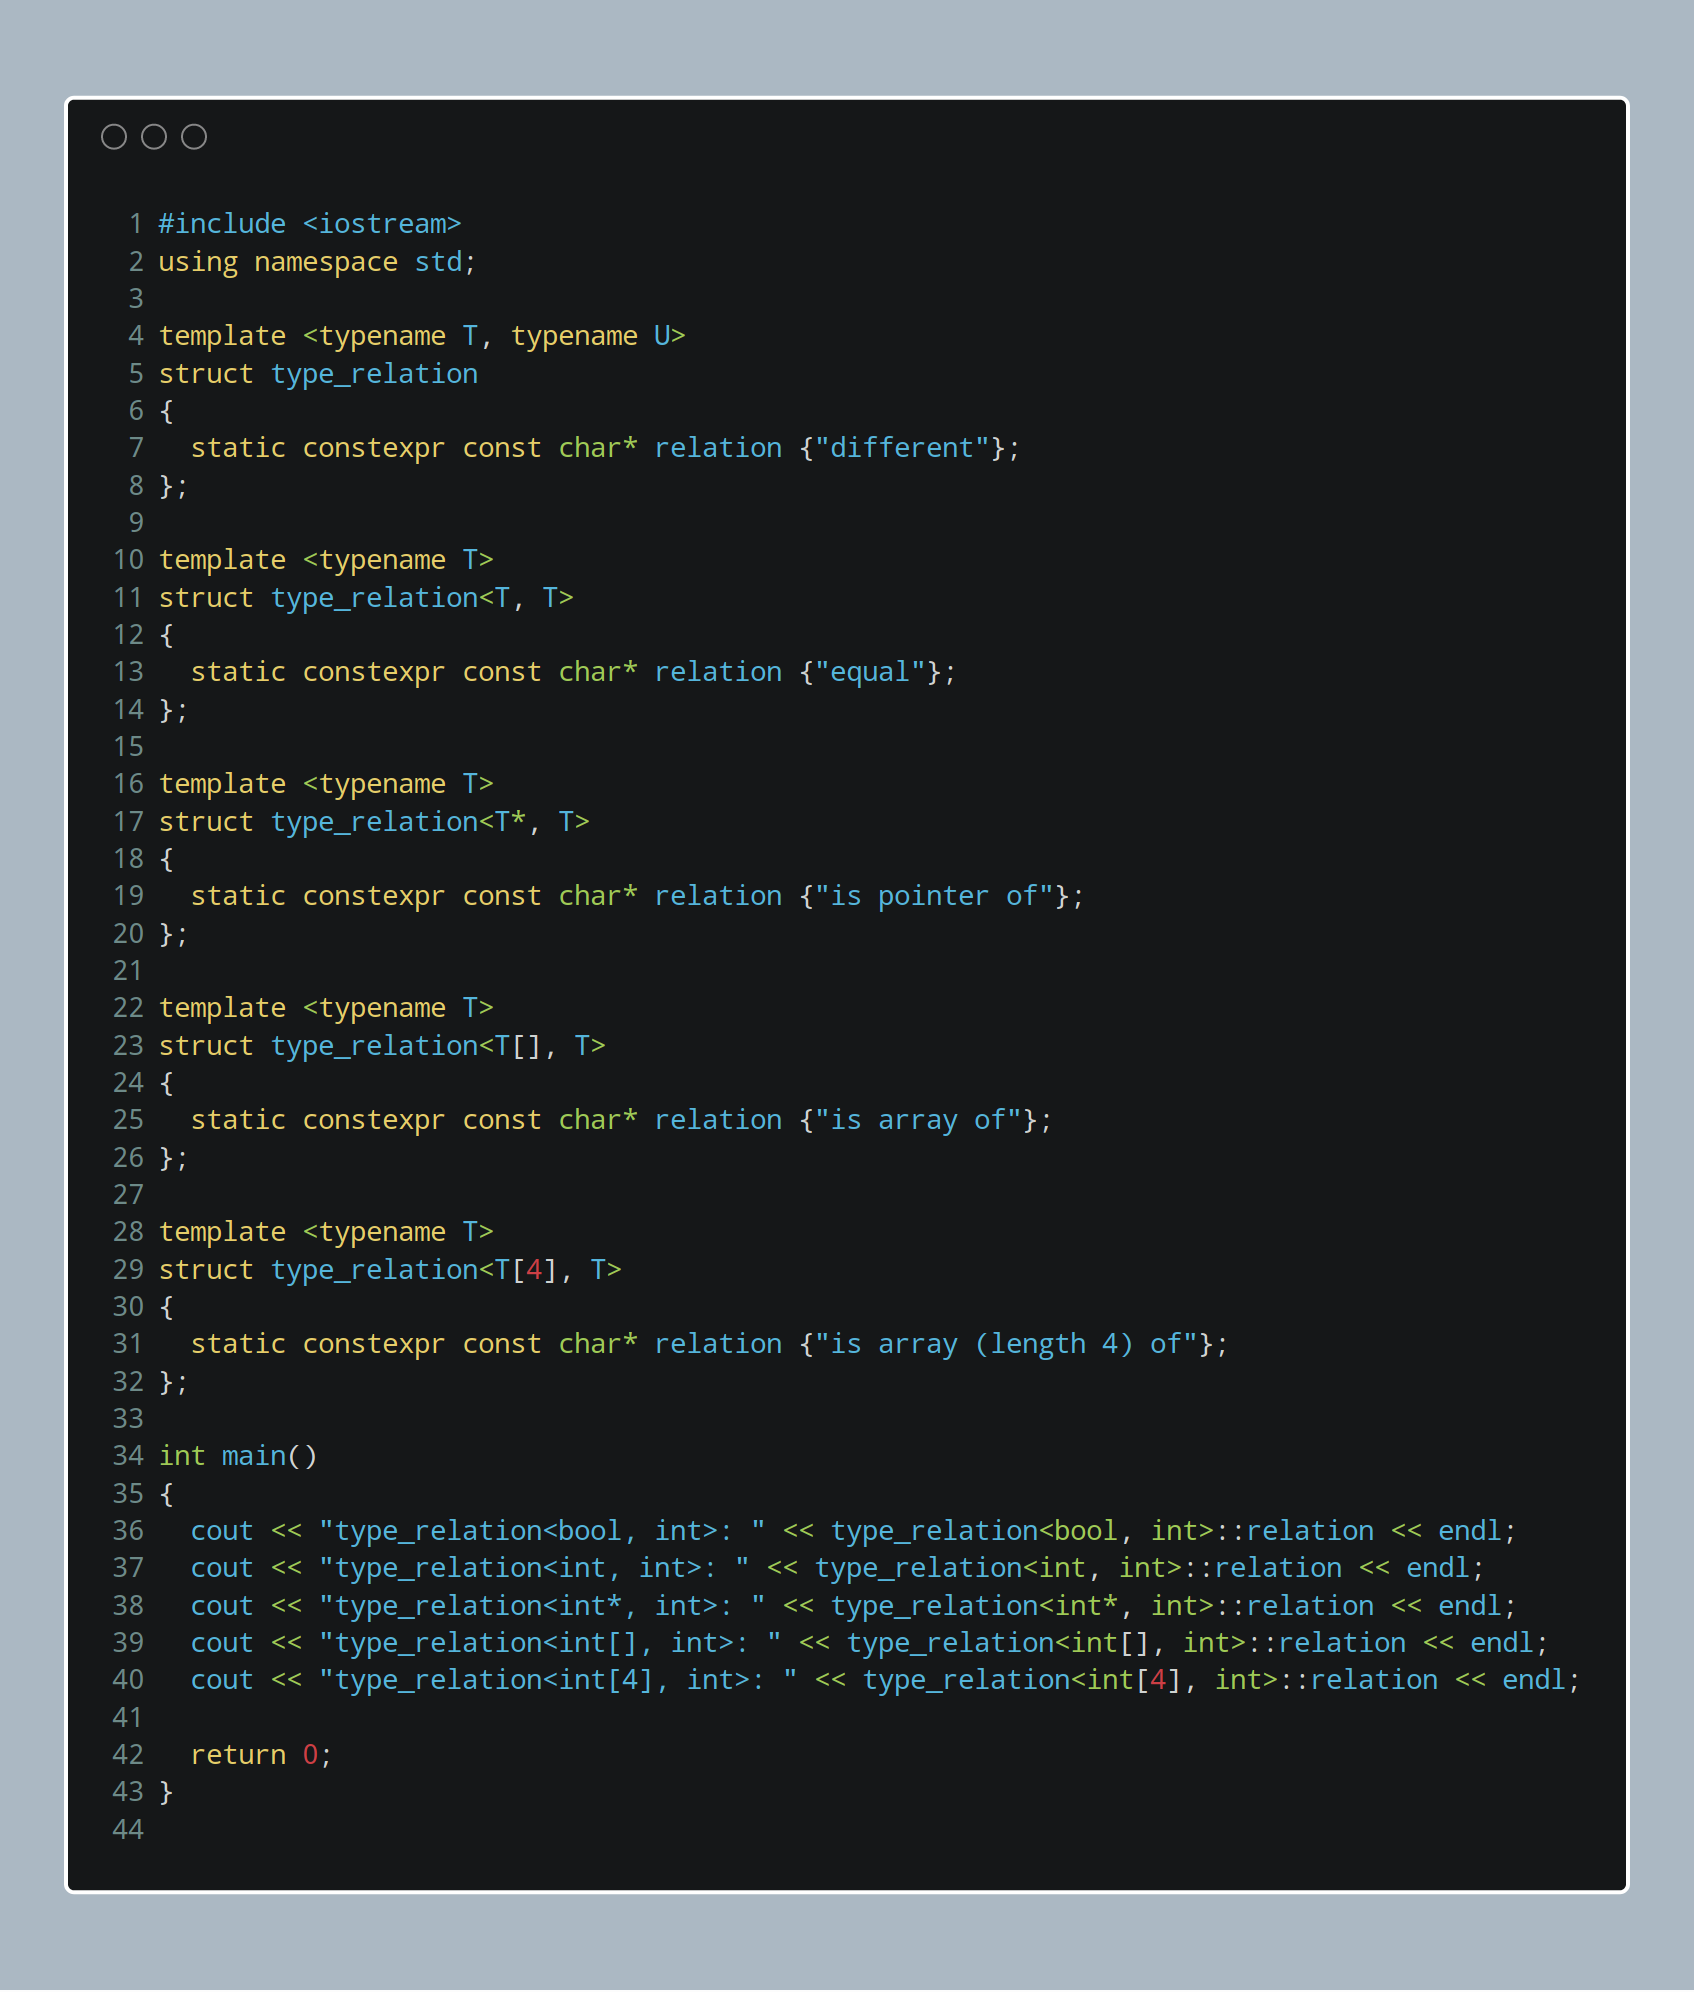 1 #include <iostream>
2 using namespace std;
3
4 template <typename T, typename U>
5 struct type_relation
6 {
7   static constexpr const char* relation {"different"};
8 };
9
10 template <typename T>
11 struct type_relation<T, T>
12 {
13   static constexpr const char* relation {"equal"};
14 };
15
16 template <typename T>
17 struct type_relation<T*, T>
18 {
19   static constexpr const char* relation {"is pointer of"};
20 };
21
22 template <typename T>
23 struct type_relation<T[], T>
24 {
25   static constexpr const char* relation {"is array of"};
26 };
27
28 template <typename T>
29 struct type_relation<T[4], T>
30 {
31   static constexpr const char* relation {"is array (length 4) of"};
32 };
33
34 int main()
35 {
36   cout << "type_relation<bool, int>: " << type_relation<bool, int>::relation << endl;
37   cout << "type_relation<int, int>: " << type_relation<int, int>::relation << endl;
38   cout << "type_relation<int*, int>: " << type_relation<int*, int>::relation << endl;
39   cout << "type_relation<int[], int>: " << type_relation<int[], int>::relation << endl;
40   cout << "type_relation<int[4], int>: " << type_relation<int[4], int>::relation << endl;
41
42   return 0;
43 }
44